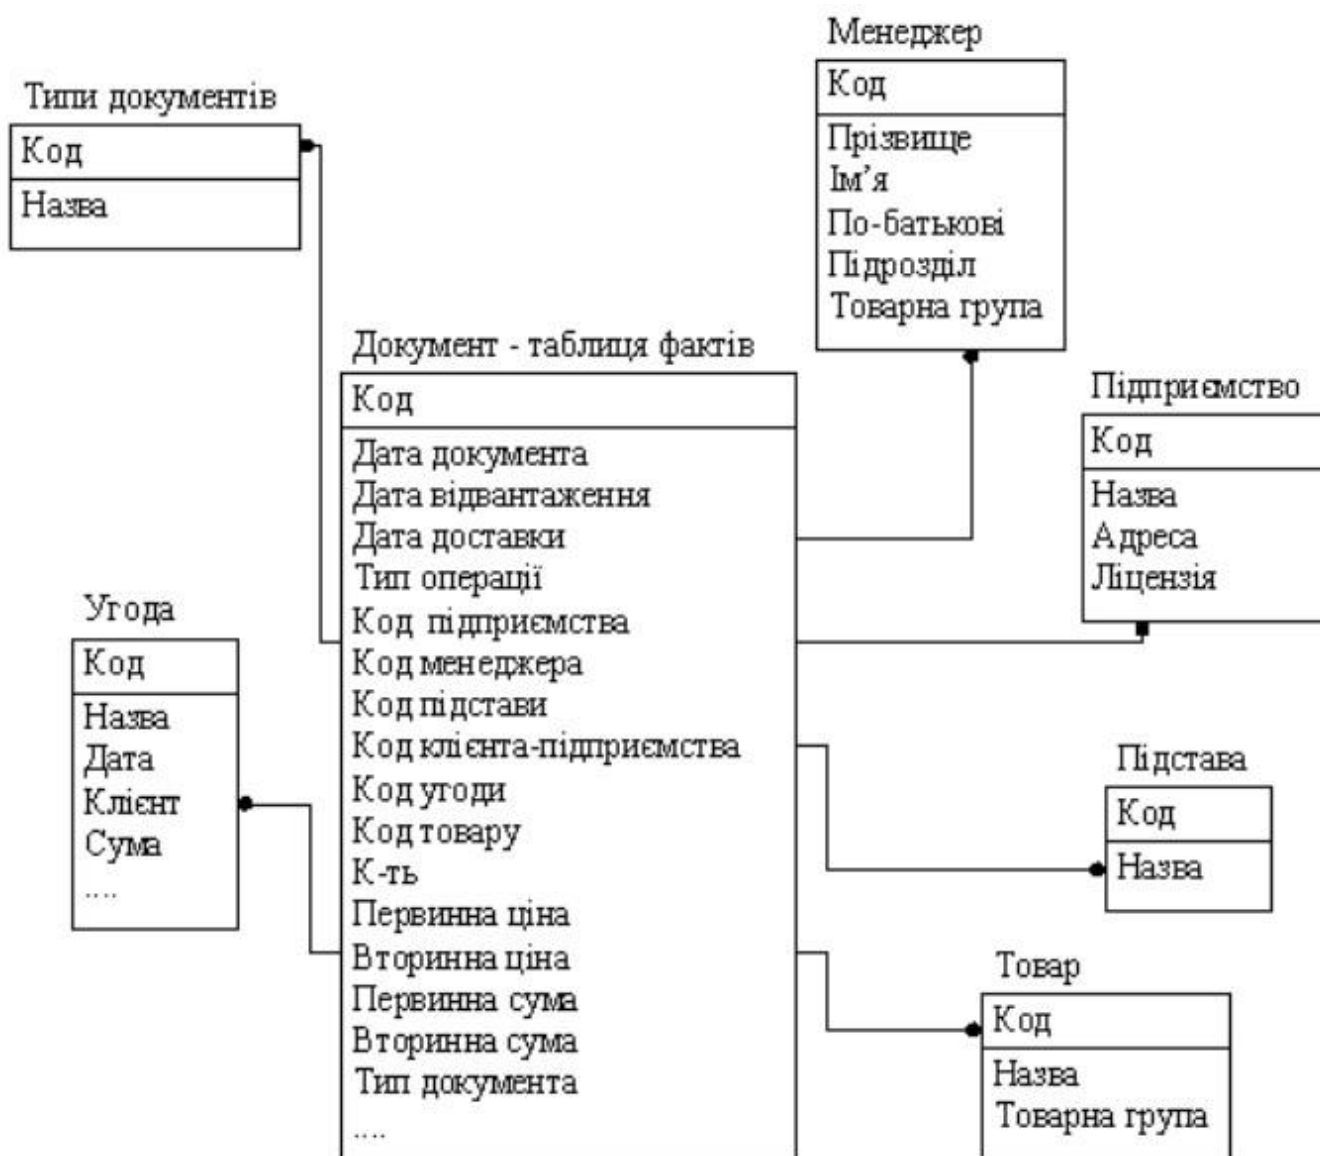 Типи документів
Код
Назва
Менеджер
Код
Прізвище
Ім’я
По-батькові
Підрозділ
Товарна група
Документ - таблиця фактів
Код
Дата документа
Дата відвантаження
Дата доставки
Тип операції
Код підприємства
Код менеджера
Код підстави
Код клієнта-підприємства
Код угоди
Код товару
К-ть
Первинна ціна
Вторинна ціна
Первинна сума
Вторинна сума
Тип документа
....
Підприємство
Код
Назва
Адреса
Ліцензія
Угода
Код
Назва
Дата
Клієнт
Сума
....
Підстава
Код
Назва
Товар
Код
Назва
Товарна група